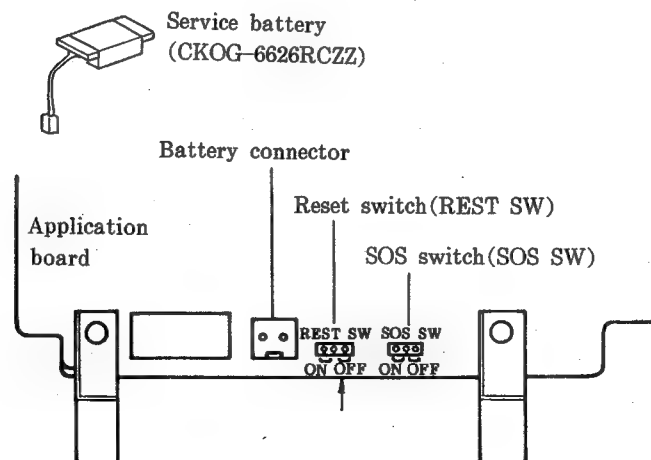 Service battery
(CKOG-6626RCZZ)
Battery connector
Reset switch(REST SW)
Application
board
SOS switch(SOS SW)
REST SW SOS SW
ON OFF ON OFF